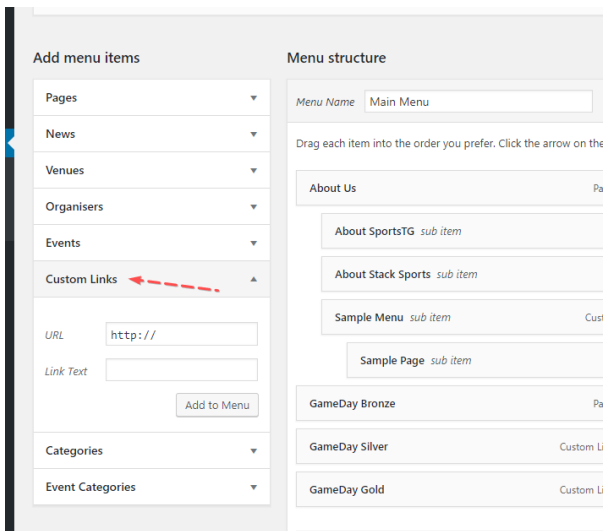 Add menu items
Pages
News
Venues
Organisers
Events
Custom Links
URL http://
Link Text
Add to Menu
Categories
Event Categories
Menu structure
Menu Name Main Menu
Drag each item into the order you prefer. Click the arrow on the
About Us Pa
About SportsTG sub item
About Stack Sports sub item
Sample Menu sub item Cust
Sample Page sub item
GameDay Bronze Pa
GameDay Silver Custom Li
GameDay Gold Custom Li